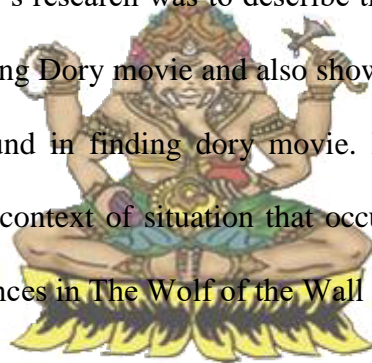 's research was to describe th
ing Dory movie and also show
und in finding dory movie.
context of situation that occu
nces in The Wolf of the Wall